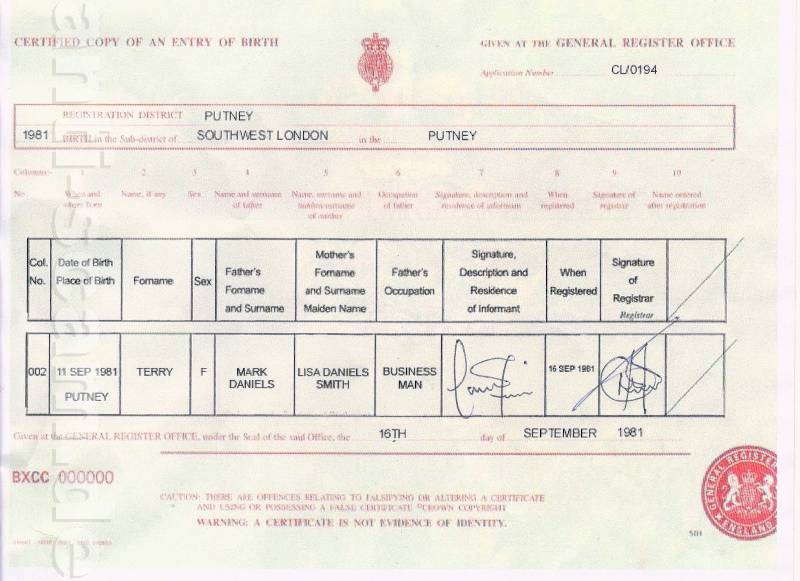 CERTIFIED COPY OF AN ENTRY OF BIRTH
GIVEN AT THE GENERAL REGISTER OFFICE
Application Number CL/0194
REGISTRATION DISTRICT PUTNEY
1981 BIRTH in the Sub-district of SOUTHWEST LONDON in the PUTNEY
Columns:- 1 2 3 4 5 6 7 8 9 10
No When and where born Name, if any Sex Name and surname of father Name, surname and maiden surname of mother Occupation of father Signature, description and residence of informant When registered Signature of registrar Name entered after registration
Col. No. Date of Birth Place of Birth Forname Sex Father's Forname and Surname Mother's Forname and Surname Maiden Name Father's Occupation Signature, Description and Residence of Informant When Registered Signature of Registrar Registrar
002 11 SEP 1981 PUTNEY TERRY F MARK DANIELS LISA DANIELS SMITH BUSINESS MAN 16 SEP 1981
Given at the GENERAL REGISTER OFFICE, under the Seal of the said Office, the 16TH day of SEPTEMBER 1981
BXCC 000000
CAUTION: THERE ARE OFFENCES RELATING TO FALSIFYING OR ALTERING A CERTIFICATE
AND USING OR POSSESSING A FALSE CERTIFICATE ©CROWN COPYRIGHT
WARNING: A CERTIFICATE IS NOT EVIDENCE OF IDENTITY.
GENERAL REGISTER
ENGLAND